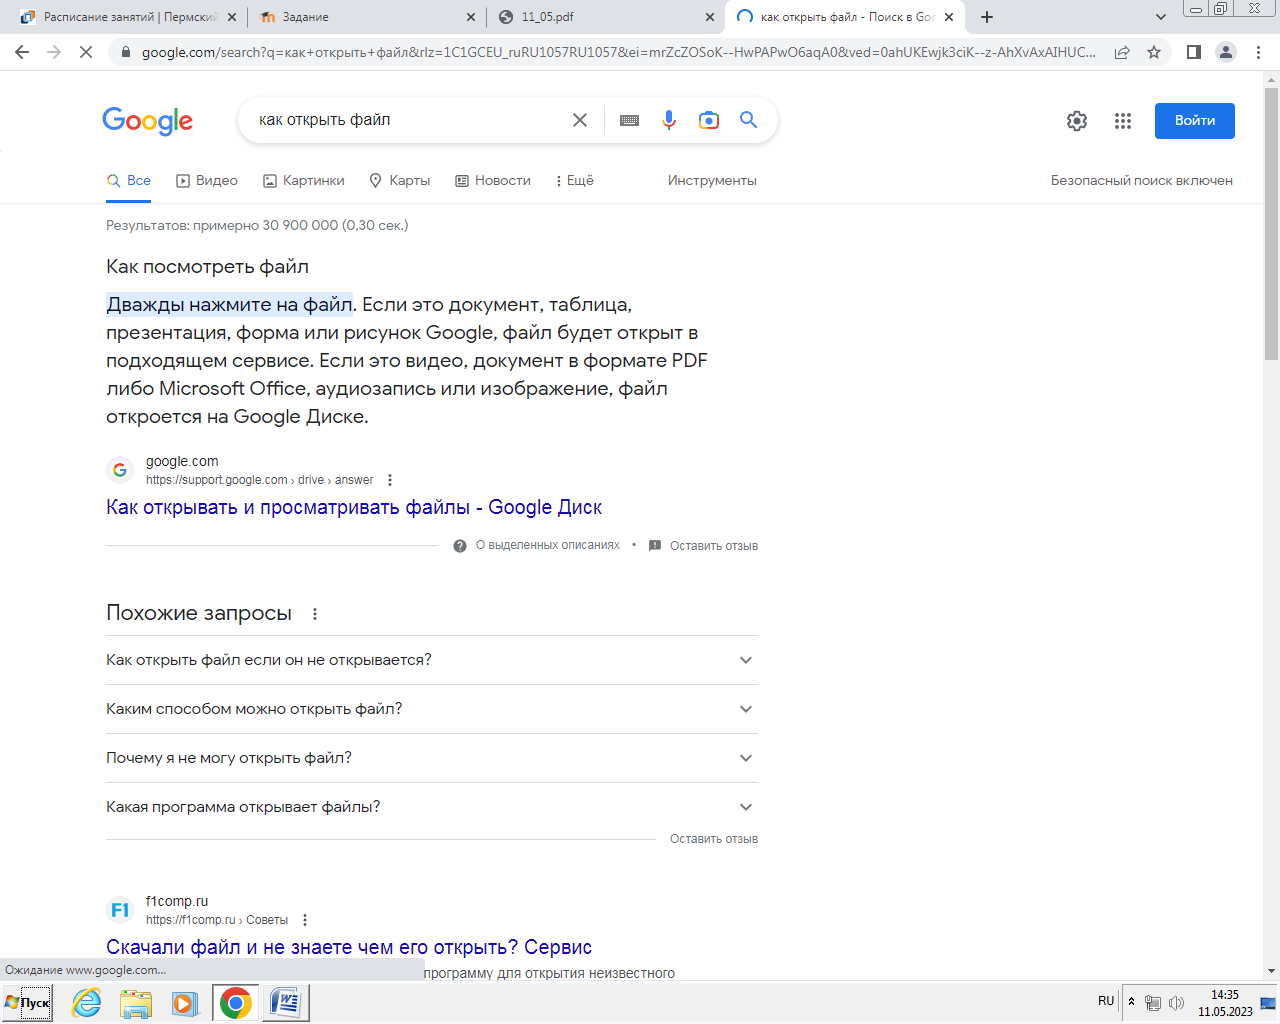 Расписание занятий | Пермский
Задание
11_05.pdf
как открыть файл - Поиск в Goo
google.com/search?q=как+открыть+файл&rlz=1C1GCEU_ruRU1057RU1057&ei=mrZcZOSoK--HwPAPwO6aqA0&ved=0ahUKEwjk3ciK--z-AhXvAxAIHUC...
Google
как открыть файл
Войти
Все
Видео
Картинки
Карты
Новости
Ещё
Инструменты
Безопасный поиск включен
Результатов: примерно 30 900 000 (0,30 сек.)
Как посмотреть файл
Дважды нажмите на файл. Если это документ, таблица,
презентация, форма или рисунок Google, файл будет открыт в
подходящем сервисе. Если это видео, документ в формате PDF
либо Microsoft Office, аудиозапись или изображение, файл
откроется на Google Диске.
google.com
https://support.google.com › drive › answer
Как открывать и просматривать файлы - Google Диск
О выделенных описаниях • Оставить отзыв
Похожие запросы
Как открыть файл если он не открывается?
Каким способом можно открыть файл?
Почему я не могу открыть файл?
Какая программа открывает файлы?
Оставить отзыв
F1
f1comp.ru
https://f1comp.ru › Советы
Скачали файл и не знаете чем его открыть? Сервис
программу для открытия неизвестного
Ожидание www.google.com...
Пуск
RU
14:35
11.05.2023